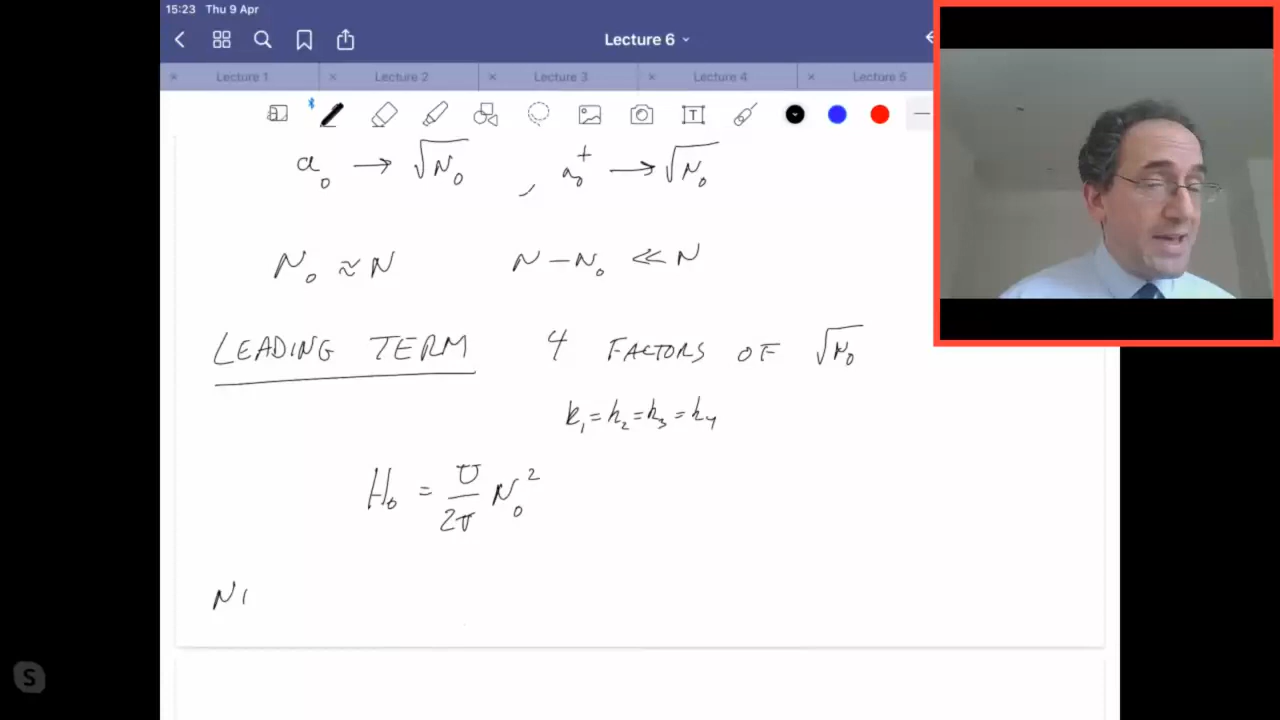 15:23 Thu 9 Apr
Lecture 6
Lecture 1 Lecture 2 Lecture 3 Lecture 4 Lecture 5
T
a₀ → √N₀ , a₀⁺ → √N₀
N₀ ≈ N N − N₀ ≪ N
LEADING TERM 4 FACTORS OF √N₀
k₁ = k₂ = k₃ = k₄
H₀ = U/2V N₀²
S